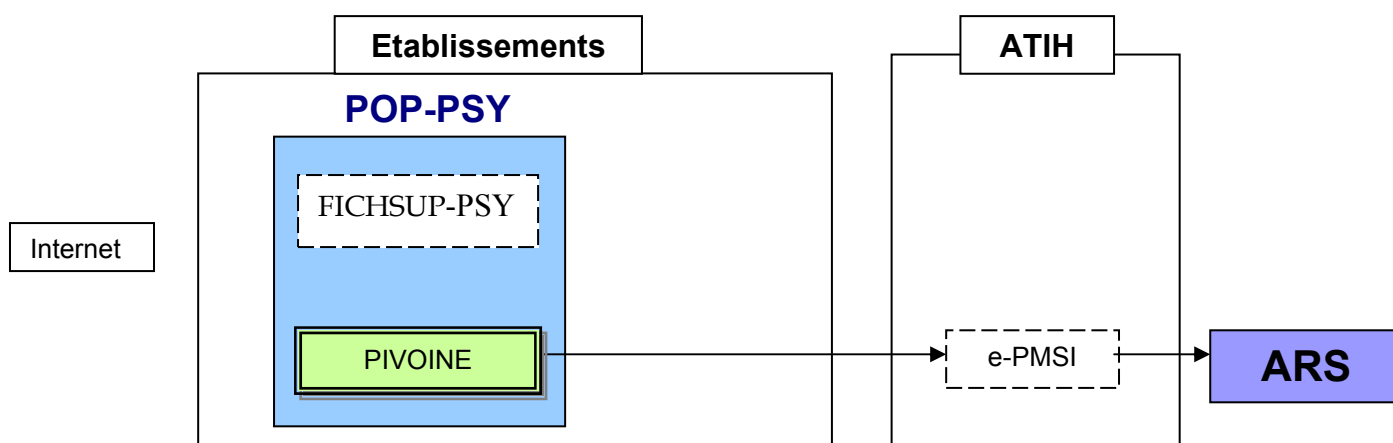 Etablissements
ATIH
POP-PSY
FICHSUP-PSY
Internet
PIVOINE
e-PMSI
ARS